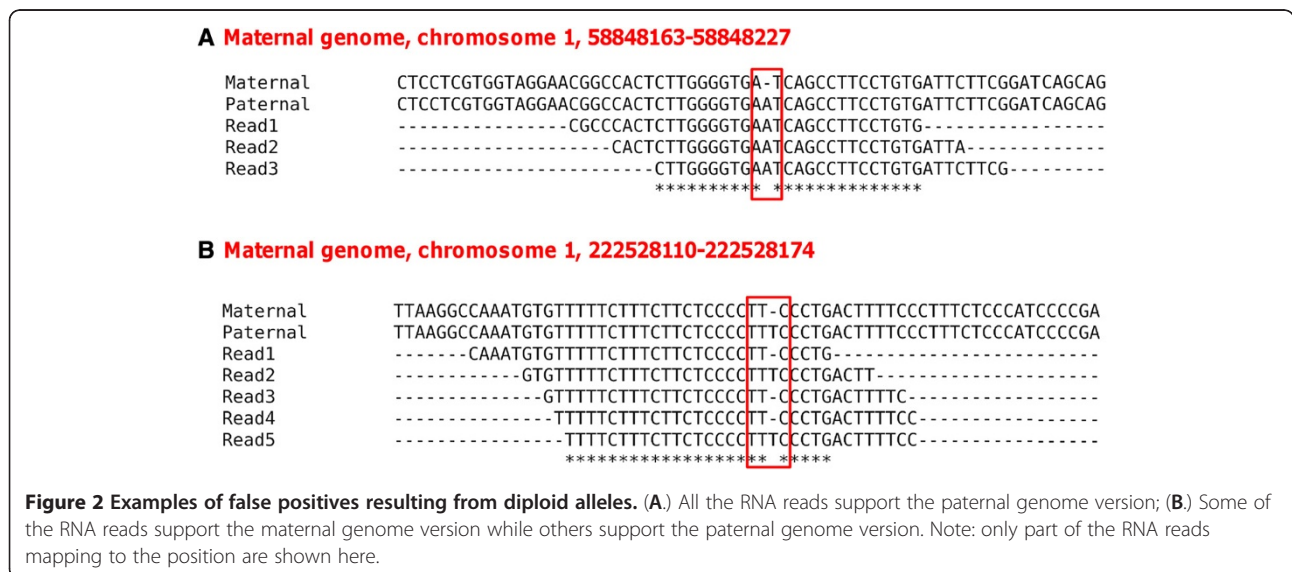 A Maternal genome, chromosome 1, 58848163-58848227
Maternal CTCCTCGTGGTAGGAACGGCCACTCTTGGGGTGA-TCAGCCTTCCTGTGATTCTTCGGATCAGCAG
Paternal CTCCTCGTGGTAGGAACGGCCACTCTTGGGGTGAATCAGCCTTCCTGTGATTCTTCGGATCAGCAG
Read1 ----------------CGCCCACTCTTGGGGTGAATCAGCCTTCCTGTG-----------------
Read2 --------------------CACTCTTGGGGTGAATCAGCCTTCCTGTGATTA-------------
Read3 ------------------------CTTGGGGTGAATCAGCCTTCCTGTGATTCTTCG---------
********** **************
B Maternal genome, chromosome 1, 222528110-222528174
Maternal TTAAGGCCAAATGTGTTTTTCTTTCTTCTCCCCTT-CCCTGACTTTTCCCTTTCTCCCATCCCCGA
Paternal TTAAGGCCAAATGTGTTTTTCTTTCTTCTCCCCTTTCCCTGACTTTTCCCTTTCTCCCATCCCCGA
Read1 -------CAAATGTGTTTTTCTTTCTTCTCCCCTT-CCCTG-------------------------
Read2 ------------GTGTTTTTCTTTCTTCTCCCCTTTCCCTGACTT---------------------
Read3 --------------GTTTTTCTTTCTTCTCCCCTT-CCCTGACTTTTC------------------
Read4 ---------------TTTTTCTTTCTTCTCCCCTT-CCCTGACTTTTCC-----------------
Read5 ----------------TTTTCTTTCTTCTCCCCTTTCCCTGACTTTTCC-----------------
******************* *****
Figure 2 Examples of false positives resulting from diploid alleles. (A.) All the RNA reads support the paternal genome version; (B.) Some of
the RNA reads support the maternal genome version while others support the paternal genome version. Note: only part of the RNA reads
mapping to the position are shown here.